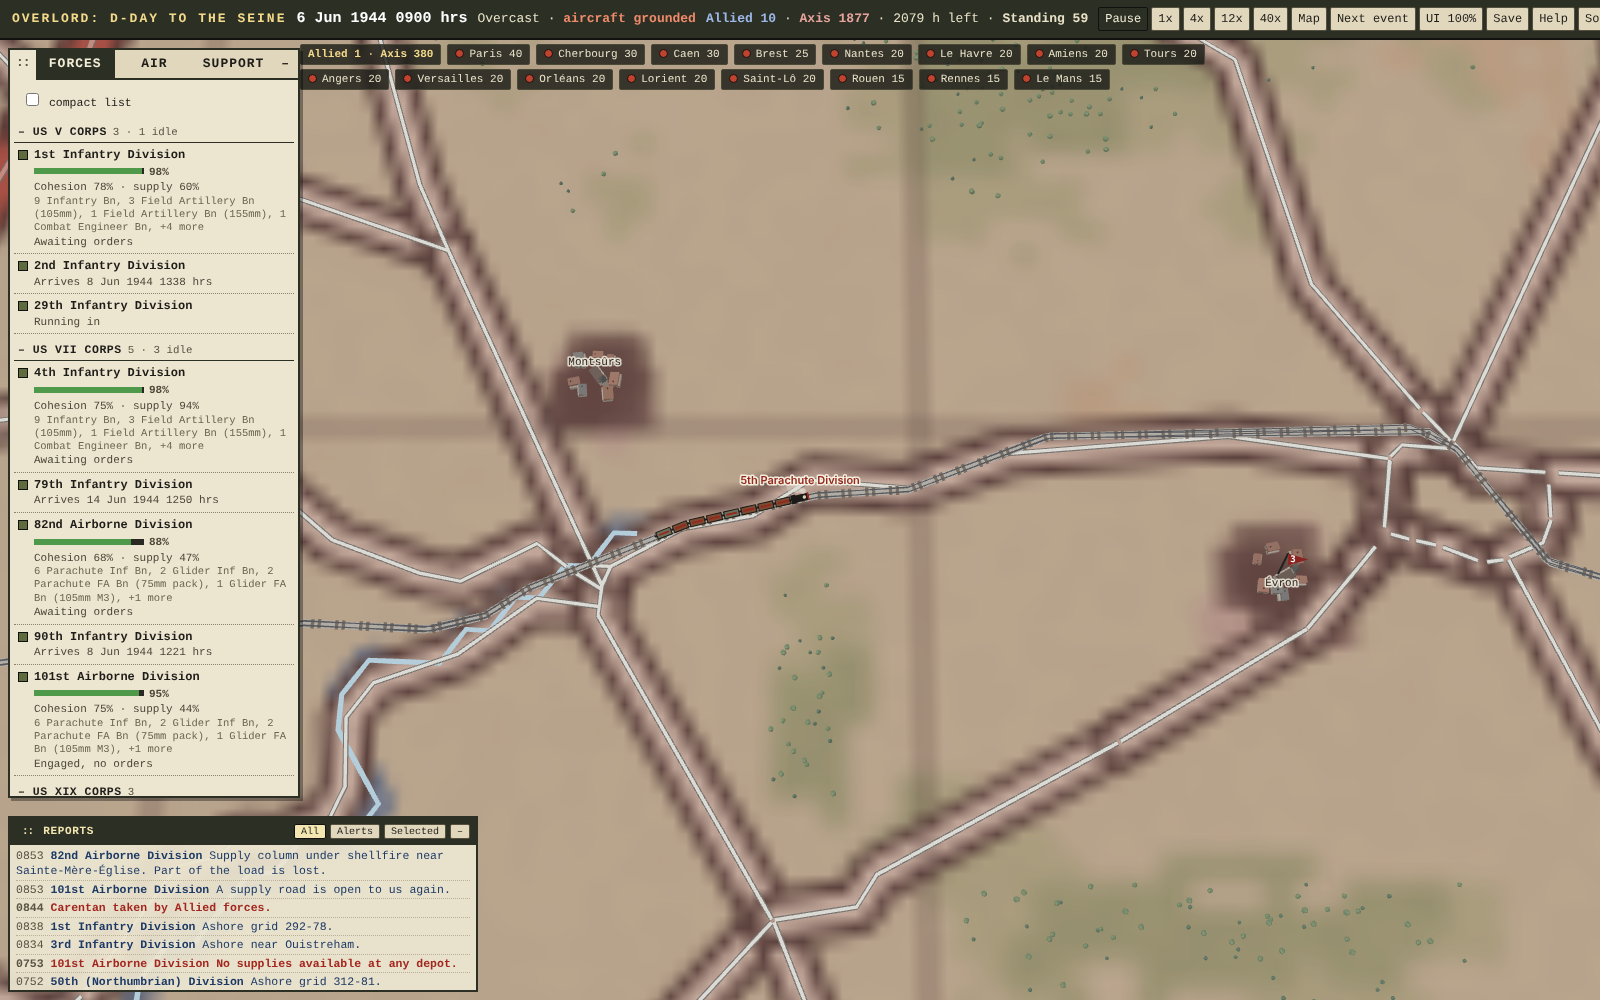 OVERLORD: D-DAY TO THE SEINE 6 Jun 1944 0900 hrs Overcast · aircraft grounded Allied 10 · Axis 1877 · 2079 h left · Standing 59 Pause 1x 4x 12x 40x Map Next event UI 100% Save Help So
Allied 1 · Axis 380 Paris 40 Cherbourg 30 Caen 30 Brest 25 Nantes 20 Le Havre 20 Amiens 20 Tours 20
Angers 20 Versailles 20 Orléans 20 Lorient 20 Saint-Lô 20 Rouen 15 Rennes 15 Le Mans 15
:: FORCES AIR SUPPORT –
compact list
– US V CORPS 3 · 1 idle
1st Infantry Division
98%
Cohesion 78% · supply 60%
9 Infantry Bn, 3 Field Artillery Bn
(105mm), 1 Field Artillery Bn (155mm), 1
Combat Engineer Bn, +4 more
Awaiting orders
2nd Infantry Division
Arrives 8 Jun 1944 1338 hrs
29th Infantry Division
Running in
– US VII CORPS 5 · 3 idle
4th Infantry Division
98%
Cohesion 75% · supply 94%
9 Infantry Bn, 3 Field Artillery Bn
(105mm), 1 Field Artillery Bn (155mm), 1
Combat Engineer Bn, +4 more
Awaiting orders
79th Infantry Division
Arrives 14 Jun 1944 1250 hrs
82nd Airborne Division
88%
Cohesion 68% · supply 47%
6 Parachute Inf Bn, 2 Glider Inf Bn, 2
Parachute FA Bn (75mm pack), 1 Glider FA
Bn (105mm M3), +1 more
Awaiting orders
90th Infantry Division
Arrives 8 Jun 1944 1221 hrs
101st Airborne Division
95%
Cohesion 75% · supply 44%
6 Parachute Inf Bn, 2 Glider Inf Bn, 2
Parachute FA Bn (75mm pack), 1 Glider FA
Bn (105mm M3), +1 more
Engaged, no orders
– US XIX CORPS 3
Montsûrs
5th Parachute Division
3
Évron
:: REPORTS All Alerts Selected –
0853 82nd Airborne Division Supply column under shellfire near
Sainte-Mère-Église. Part of the load is lost.
0853 101st Airborne Division A supply road is open to us again.
0844 Carentan taken by Allied forces.
0838 1st Infantry Division Ashore grid 292-78.
0834 3rd Infantry Division Ashore near Ouistreham.
0753 101st Airborne Division No supplies available at any depot.
0752 50th (Northumbrian) Division Ashore grid 312-81.